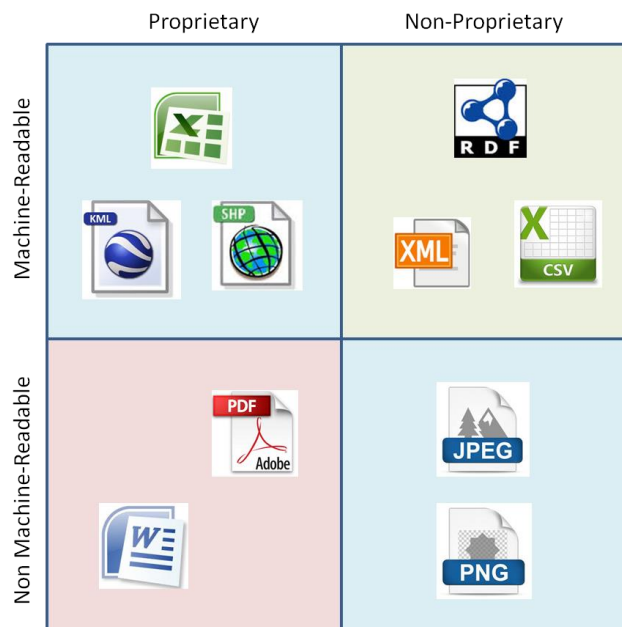 Proprietary
Non-Proprietary
Machine-Readable
X
RDF
KML
SHP
XML
X
CSV
Non Machine-Readable
PDF
Adobe
W
JPEG
PNG